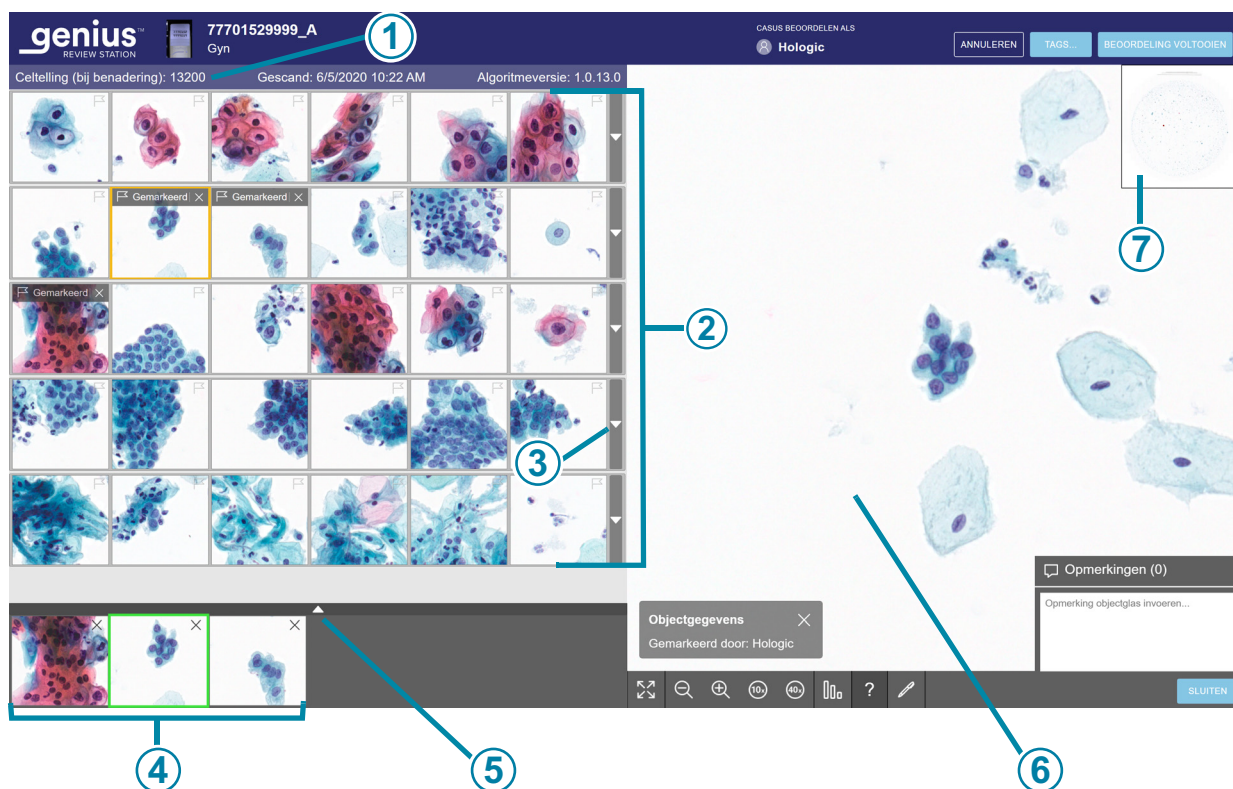 genius™
REVIEW STATION
77701529999_A
Gyn
1
CASUS BEOORDELEN ALS
Hologic
ANNULEREN
TAGS...
BEOORDELING VOLTOOIEN
Celtelling (bij benadering): 13200 Gescand: 6/5/2020 10:22 AM Algoritmeversie: 1.0.13.0
Gemarkeerd
Gemarkeerd
Gemarkeerd
2
3
7
Opmerkingen (0)
Opmerking objectglas invoeren...
Objectgegevens
Gemarkeerd door: Hologic
10x
40x
?
SLUITEN
4
5
6